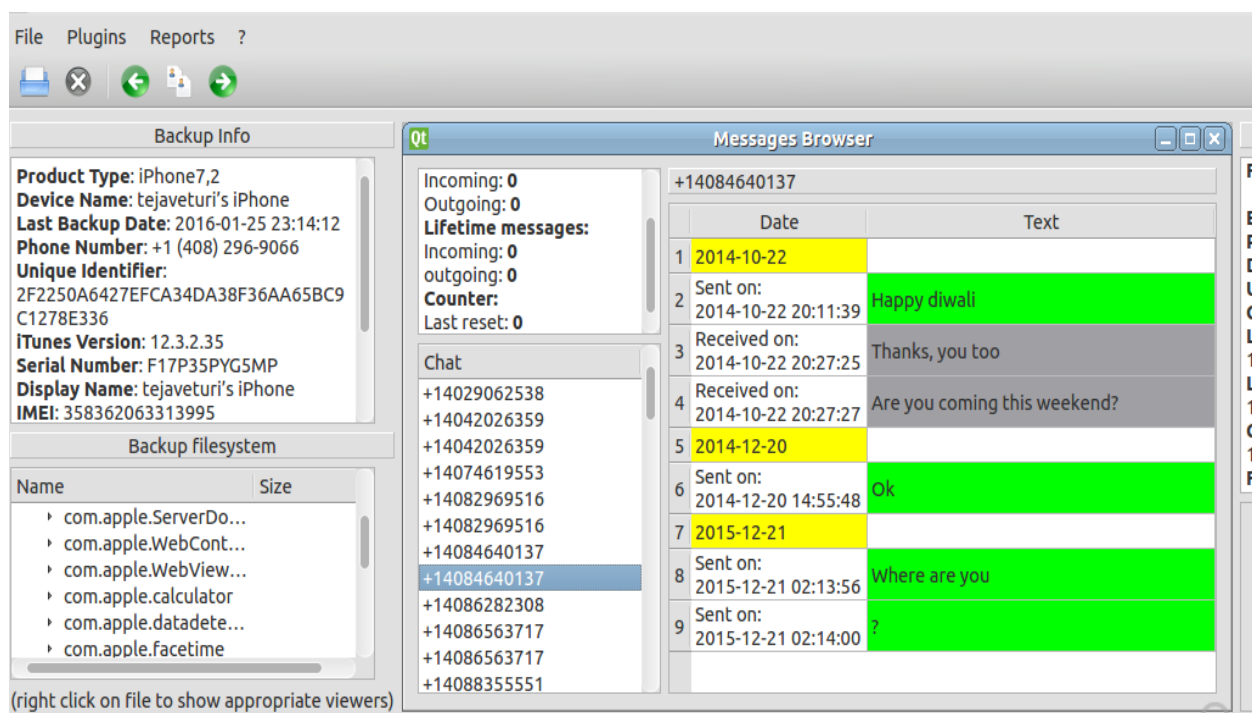 File Plugins Reports ?
Backup Info
Product Type: iPhone7,2
Device Name: tejaveturi's iPhone
Last Backup Date: 2016-01-25 23:14:12
Phone Number: +1 (408) 296-9066
Unique Identifier:
2F2250A6427EFCA34DA38F36AA65BC9
C1278E336
iTunes Version: 12.3.2.35
Serial Number: F17P35PYG5MP
Display Name: tejaveturi's iPhone
IMEI: 358362063313995
Backup filesystem
Name Size
com.apple.ServerDo...
com.apple.WebCont...
com.apple.WebView...
com.apple.calculator
com.apple.datadete...
com.apple.facetime
(right click on file to show appropriate viewers)
Qt Messages Browser
Incoming: 0
Outgoing: 0
Lifetime messages:
Incoming: 0
outgoing: 0
Counter:
Last reset: 0
Chat
+14029062538
+14042026359
+14042026359
+14074619553
+14082969516
+14082969516
+14084640137
+14084640137
+14086282308
+14086563717
+14086563717
+14088355551
+14084640137
Date Text
1 2014-10-22
2 Sent on:
2014-10-22 20:11:39 Happy diwali
3 Received on:
2014-10-22 20:27:25 Thanks, you too
4 Received on:
2014-10-22 20:27:27 Are you coming this weekend?
5 2014-12-20
6 Sent on:
2014-12-20 14:55:48 Ok
7 2015-12-21
8 Sent on:
2015-12-21 02:13:56 Where are you
9 Sent on:
2015-12-21 02:14:00 ?